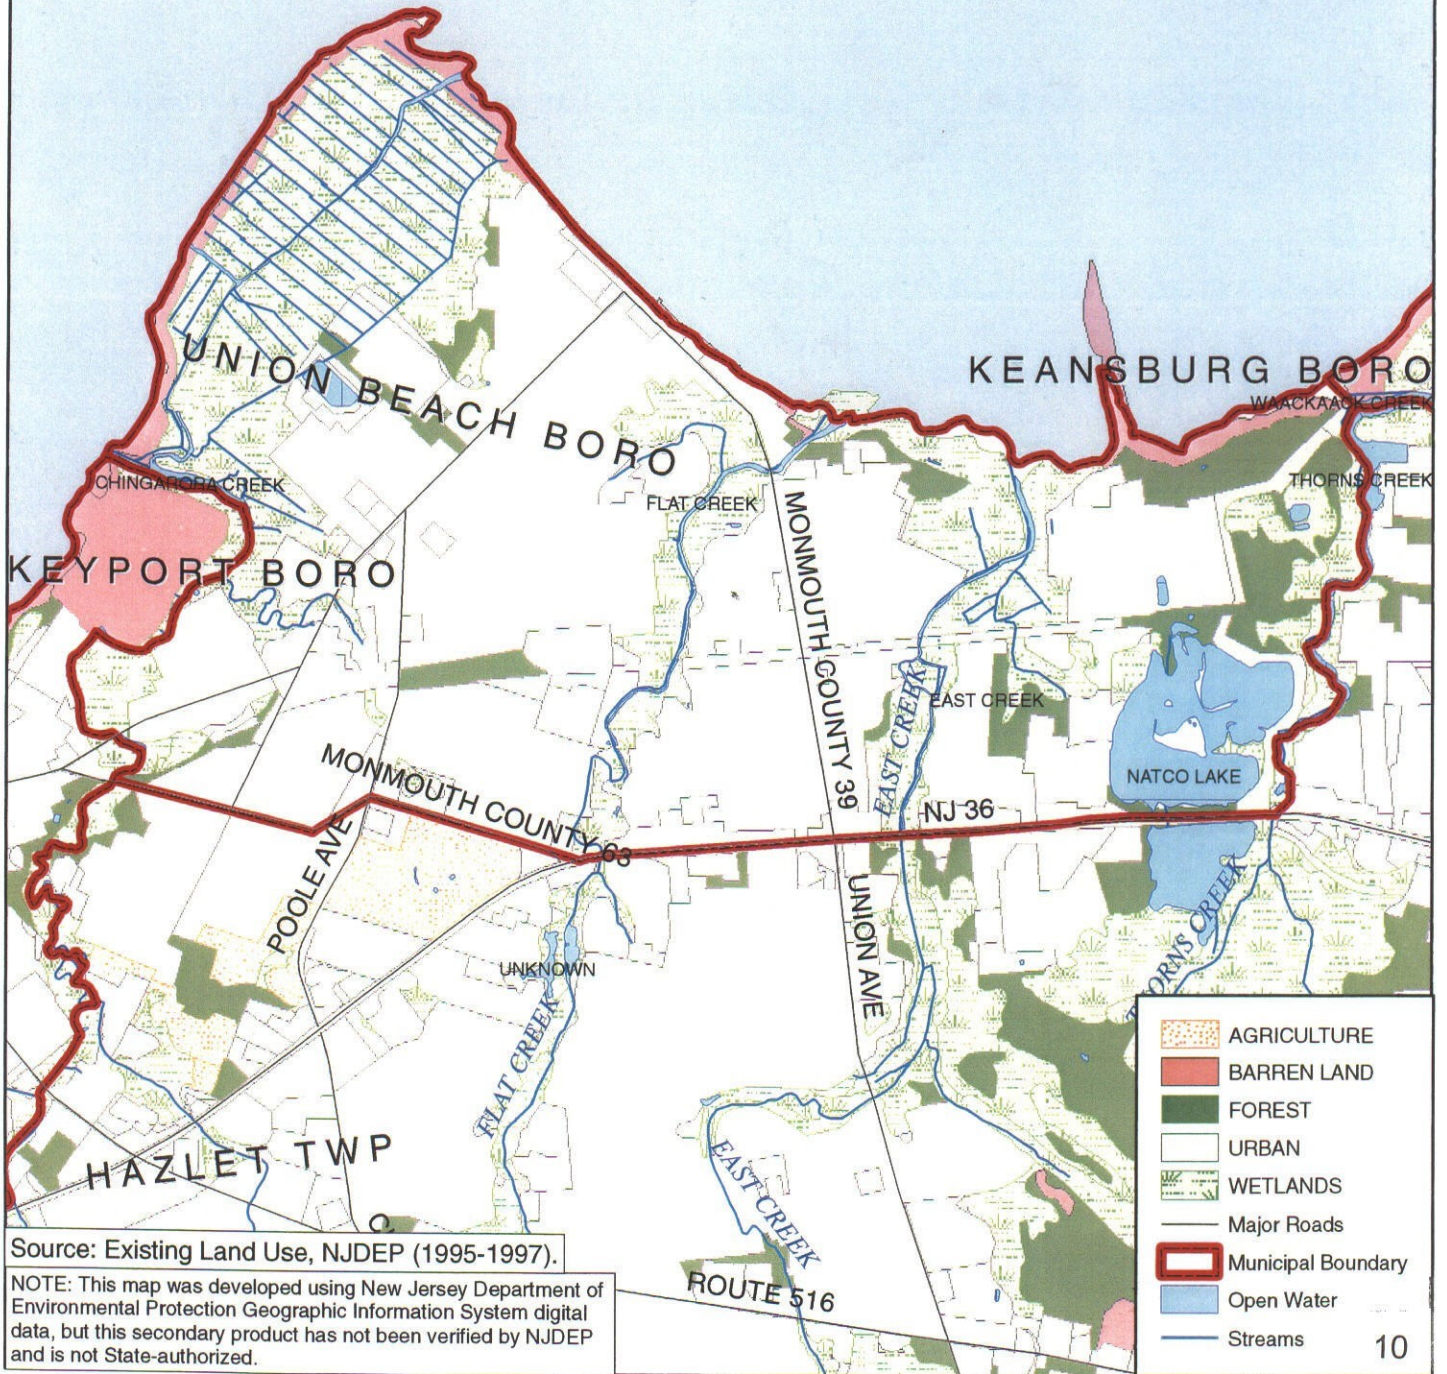 KEANSBURG BORO
WAACKAACK CREEK
UNION BEACH BORO
THORNS CREEK
CHINGARORA CREEK
FLAT CREEK
KEYPORT BORO
MONMOUTH COUNTY 39
EAST CREEK
EAST CREEK
NATCO LAKE
MONMOUTH COUNTY 63
NJ 36
POOLE AVE
UNION AVE
UNKNOWN
FLAT CREEK
HAZLET TWP
EAST CREEK
ROUTE 516
AGRICULTURE
BARREN LAND
FOREST
URBAN
WETLANDS
Major Roads
Municipal Boundary
Open Water
Streams
10
Source: Existing Land Use, NJDEP (1995-1997).
NOTE: This map was developed using New Jersey Department of
Environmental Protection Geographic Information System digital
data, but this secondary product has not been verified by NJDEP
and is not State-authorized.